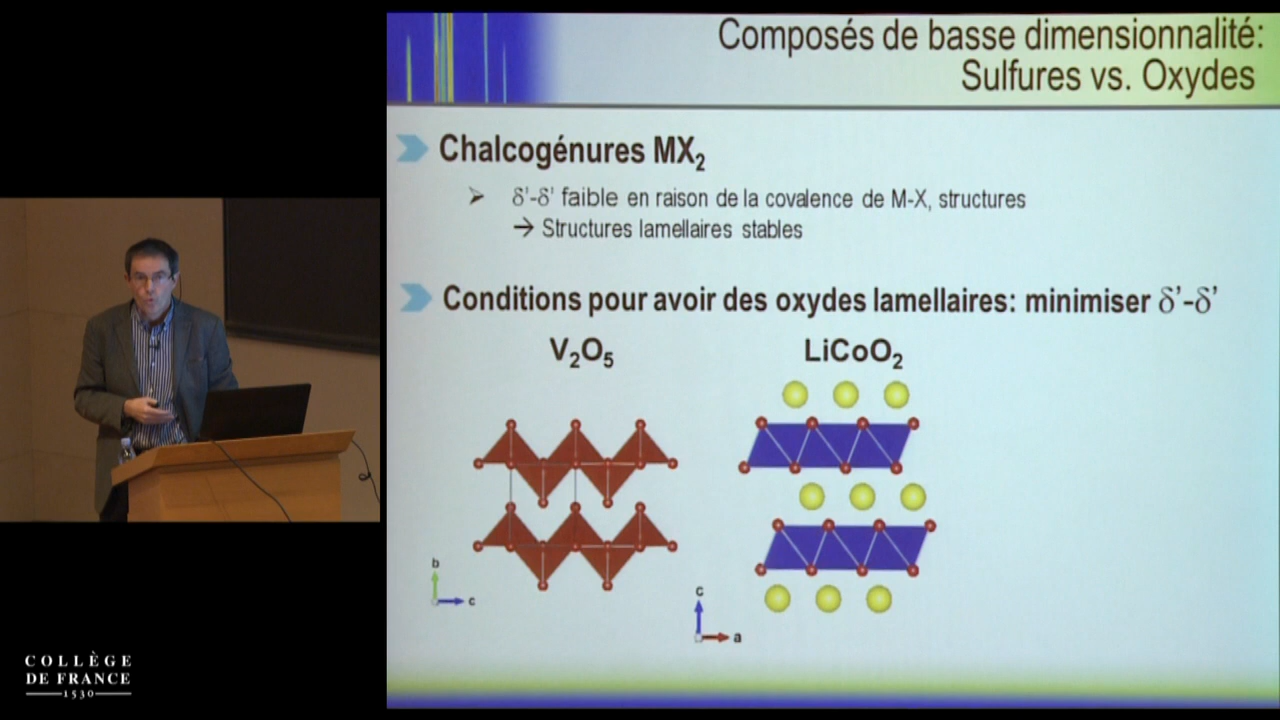 Composés de basse dimensionnalité:
Sulfures vs. Oxydes
Chalcogénures MX₂
δ'-δ' faible en raison de la covalence de M-X, structures
→ Structures lamellaires stables
Conditions pour avoir des oxydes lamellaires: minimiser δ'-δ'
V₂O₅
LiCoO₂
b
c
c
a
COLLÈGE
DE FRANCE
1530